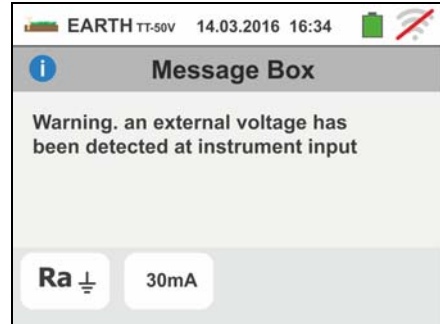 EARTH TT-50V 14.03.2016 16:34
Message Box
Warning. an external voltage has
been detected at instrument input
Ra 30mA